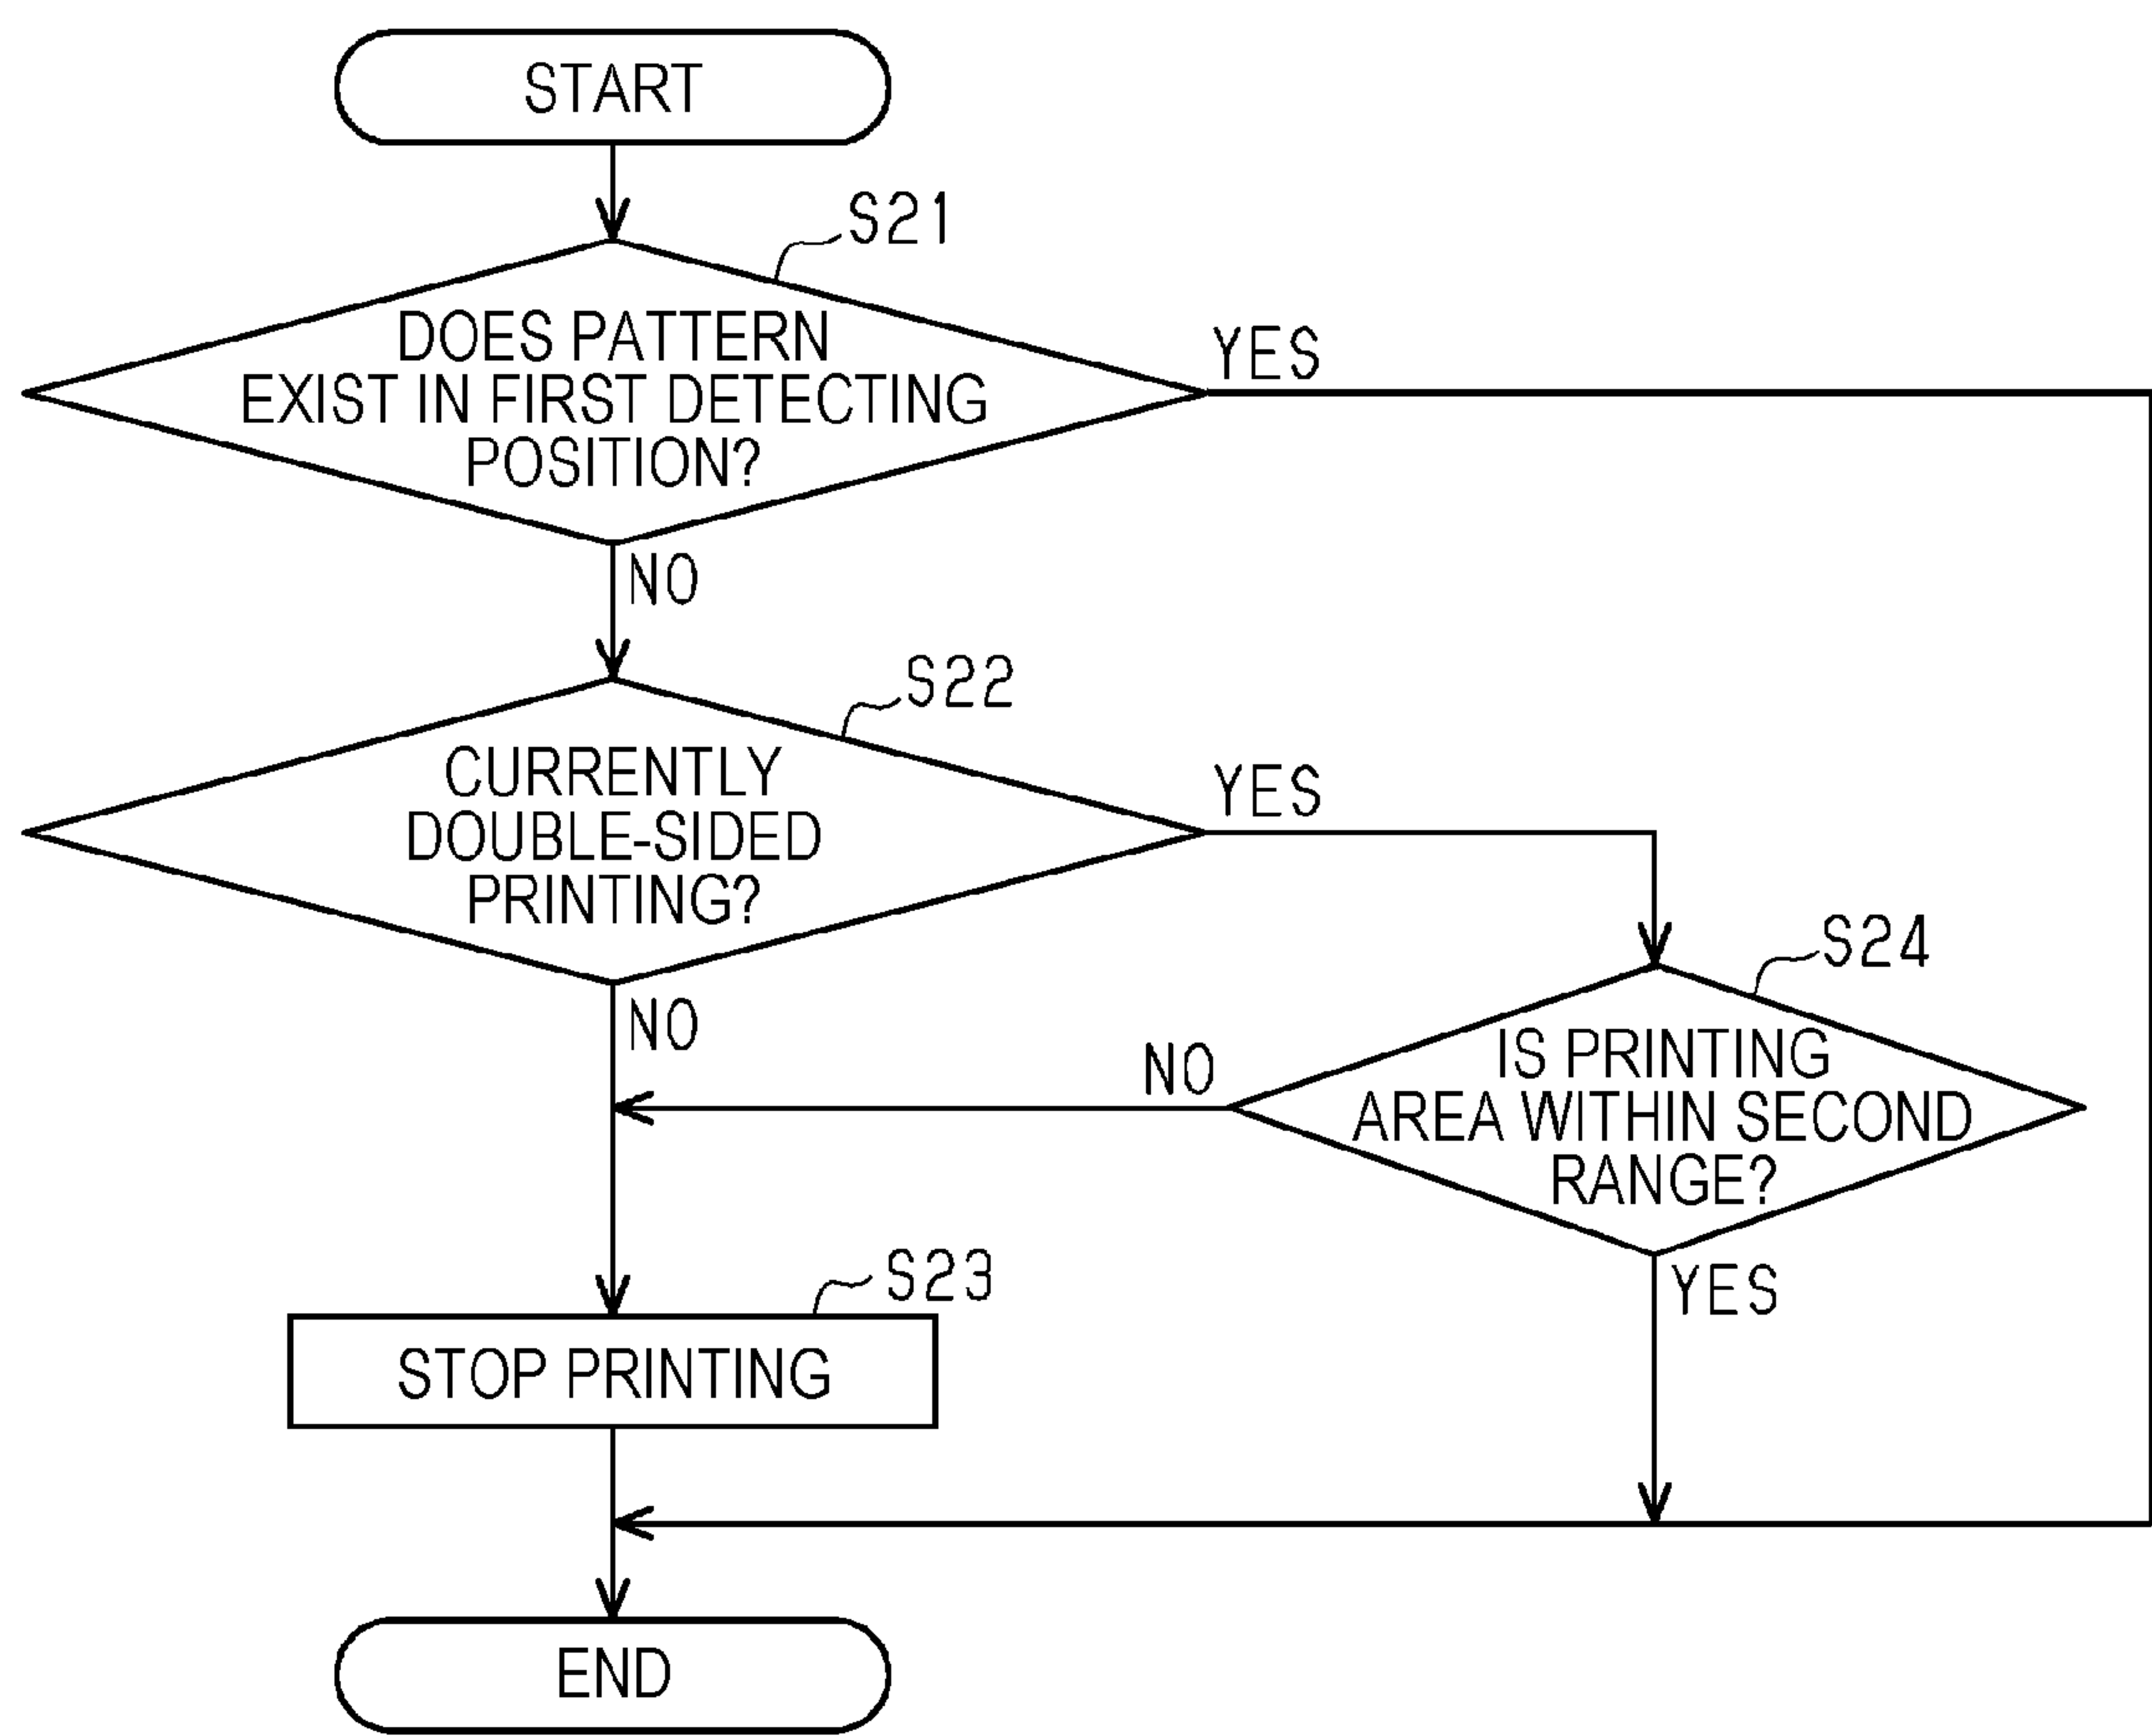 START
S21
DOES PATTERN
EXIST IN FIRST DETECTING
POSITION?
YES
NO
S22
CURRENTLY
DOUBLE-SIDED
PRINTING?
YES
NO
S24
IS PRINTING
AREA WITHIN SECOND
RANGE?
NO
YES
S23
STOP PRINTING
END